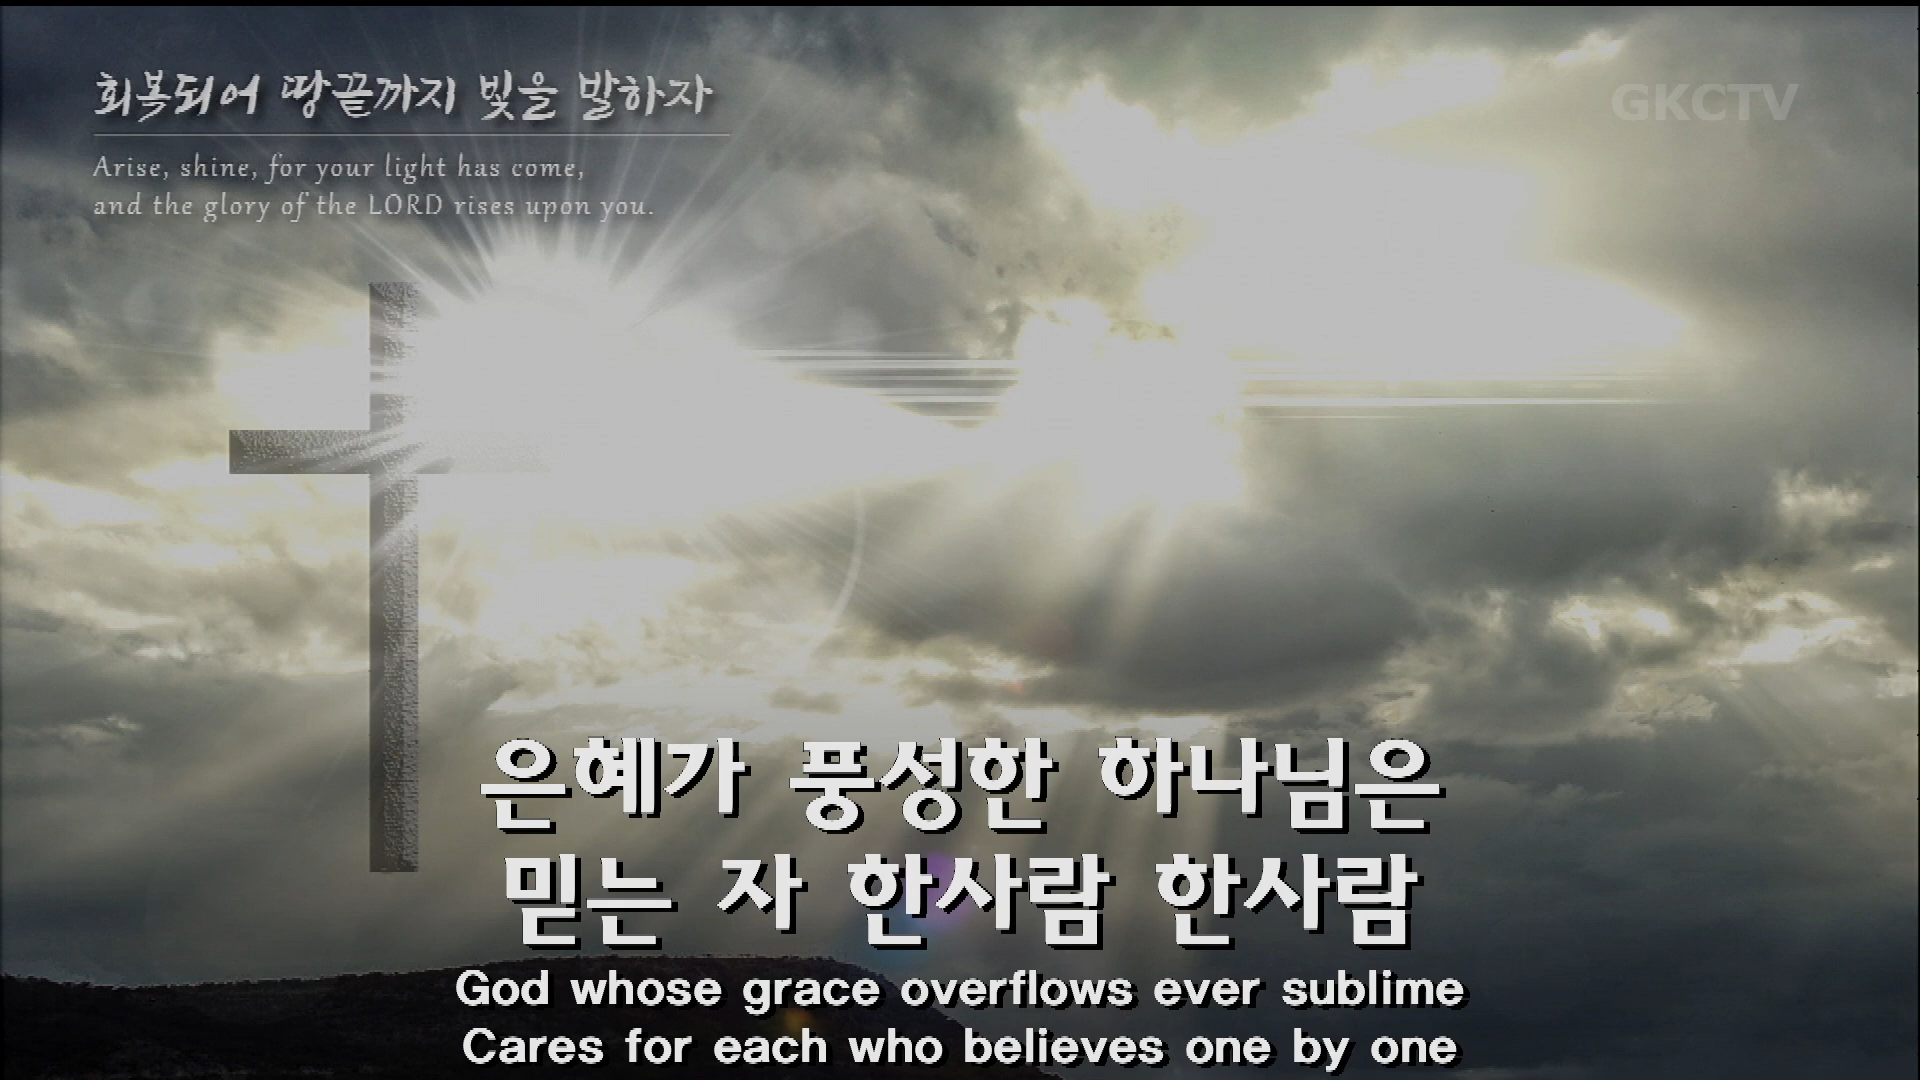 회복되어 땅끝까지 빛을 발하자
GKCTV
Arise, shine, for your light has come,
and the glory of the LORD rises upon you.
은혜가 풍성한 하나님은
믿는 자 한사람 한사람
God whose grace overflows ever sublime
Cares for each who believes one by one